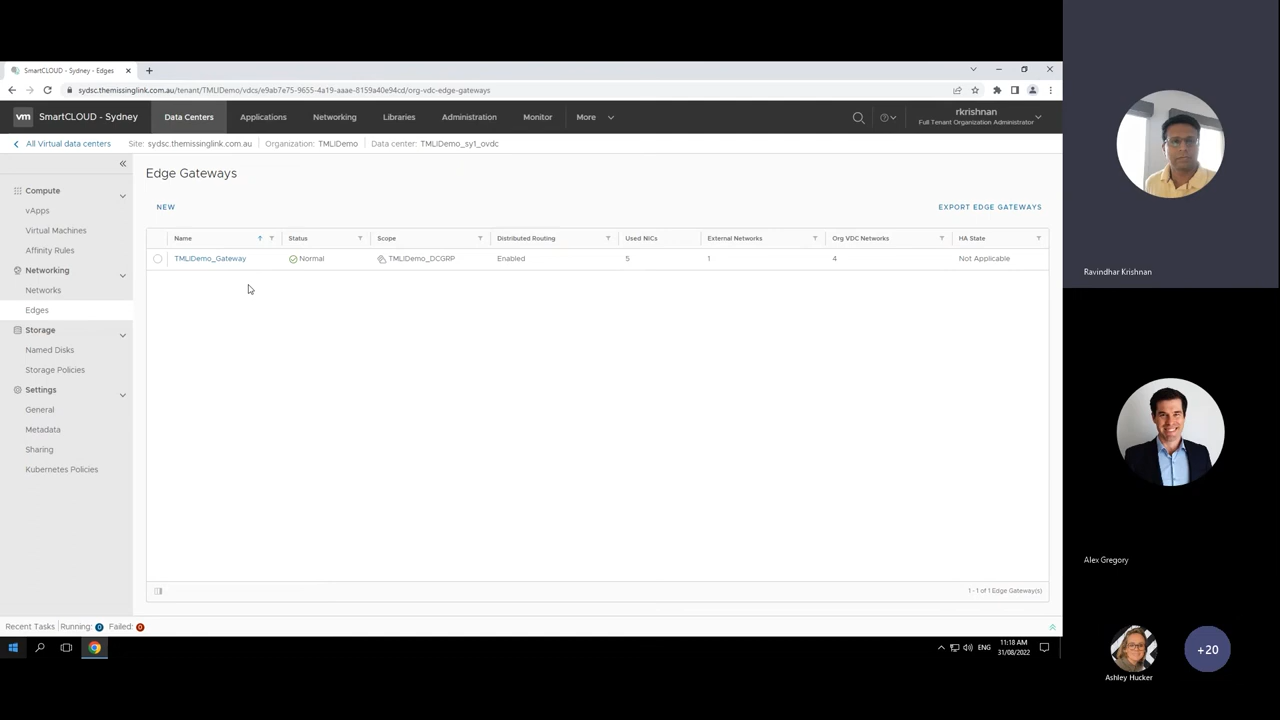 SmartCLOUD - Sydney - Edges
sydsc.themissinglink.com.au/tenant/TMLIDemo/vdcs/e9ab7e75-9655-4a19-aaae-8159a40e94cd/org-vdc-edge-gateways
vm SmartCLOUD - Sydney Data Centers Applications Networking Libraries Administration Monitor More
rkrishnan
Full Tenant Organization Administrator
All Virtual data centers Site: sydsc.themissinglink.com.au Organization: TMLIDemo Data center: TMLIDemo_sy1_ovdc
Compute
vApps
Virtual Machines
Affinity Rules
Networking
Networks
Edges
Storage
Named Disks
Storage Policies
Settings
General
Metadata
Sharing
Kubernetes Policies
Edge Gateways
NEW EXPORT EDGE GATEWAYS
Name Status Scope Distributed Routing Used NICs External Networks Org VDC Networks HA State
TMLIDemo_Gateway Normal TMLIDemo_DCGRP Enabled 5 1 4 Not Applicable
1 - 1 of 1 Edge Gateway(s)
Recent Tasks Running: 0 Failed: 0
ENG
11:18 AM
31/08/2022
Ravindhar Krishnan
Alex Gregory
Ashley Hucker
+20